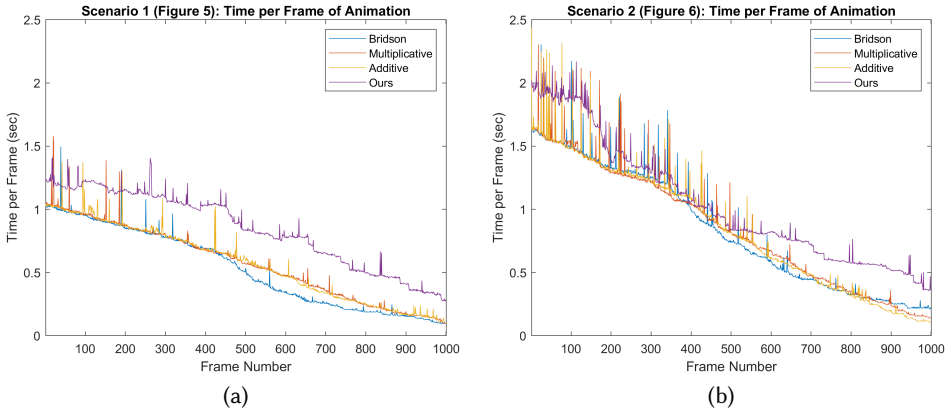 Scenario 1 (Figure 5): Time per Frame of Animation
2.5
2
1.5
1
0.5
0
Time per Frame (sec)
Bridson
Multiplicative
Additive
Ours
100 200 300 400 500 600 700 800 900 1000
Frame Number
(a)
Scenario 2 (Figure 6): Time per Frame of Animation
2.5
2
1.5
1
0.5
0
Time per Frame (sec)
Bridson
Multiplicative
Additive
Ours
100 200 300 400 500 600 700 800 900 1000
Frame Number
(b)